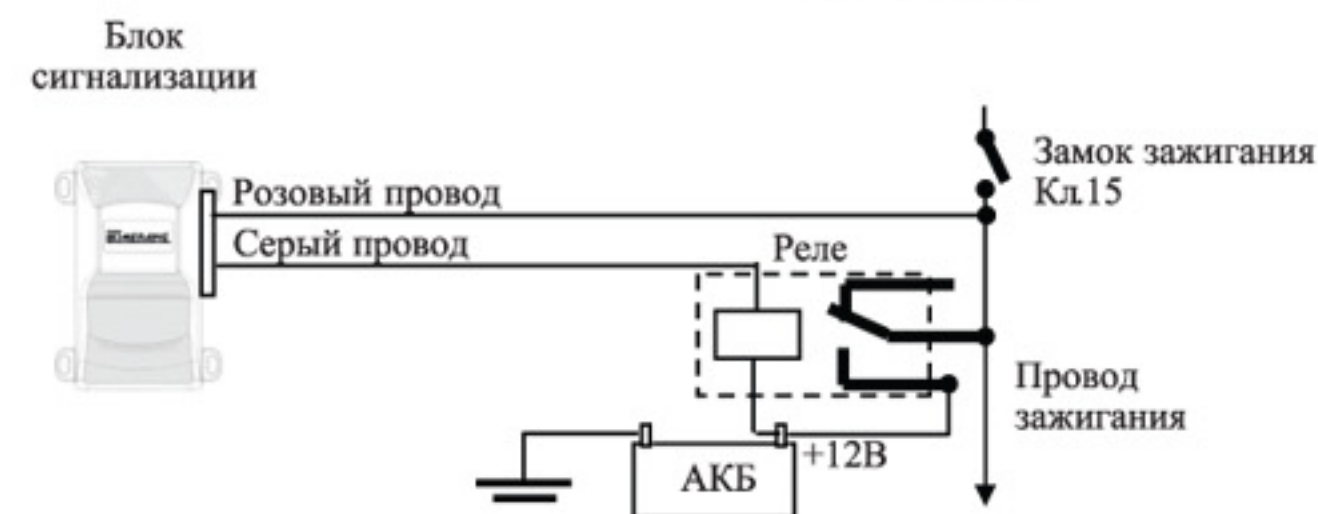 Блок
сигнализации
Розовый провод
Серый провод
Реле
Замок зажигания
Кл.15
Провод
зажигания
+12В
АКБ